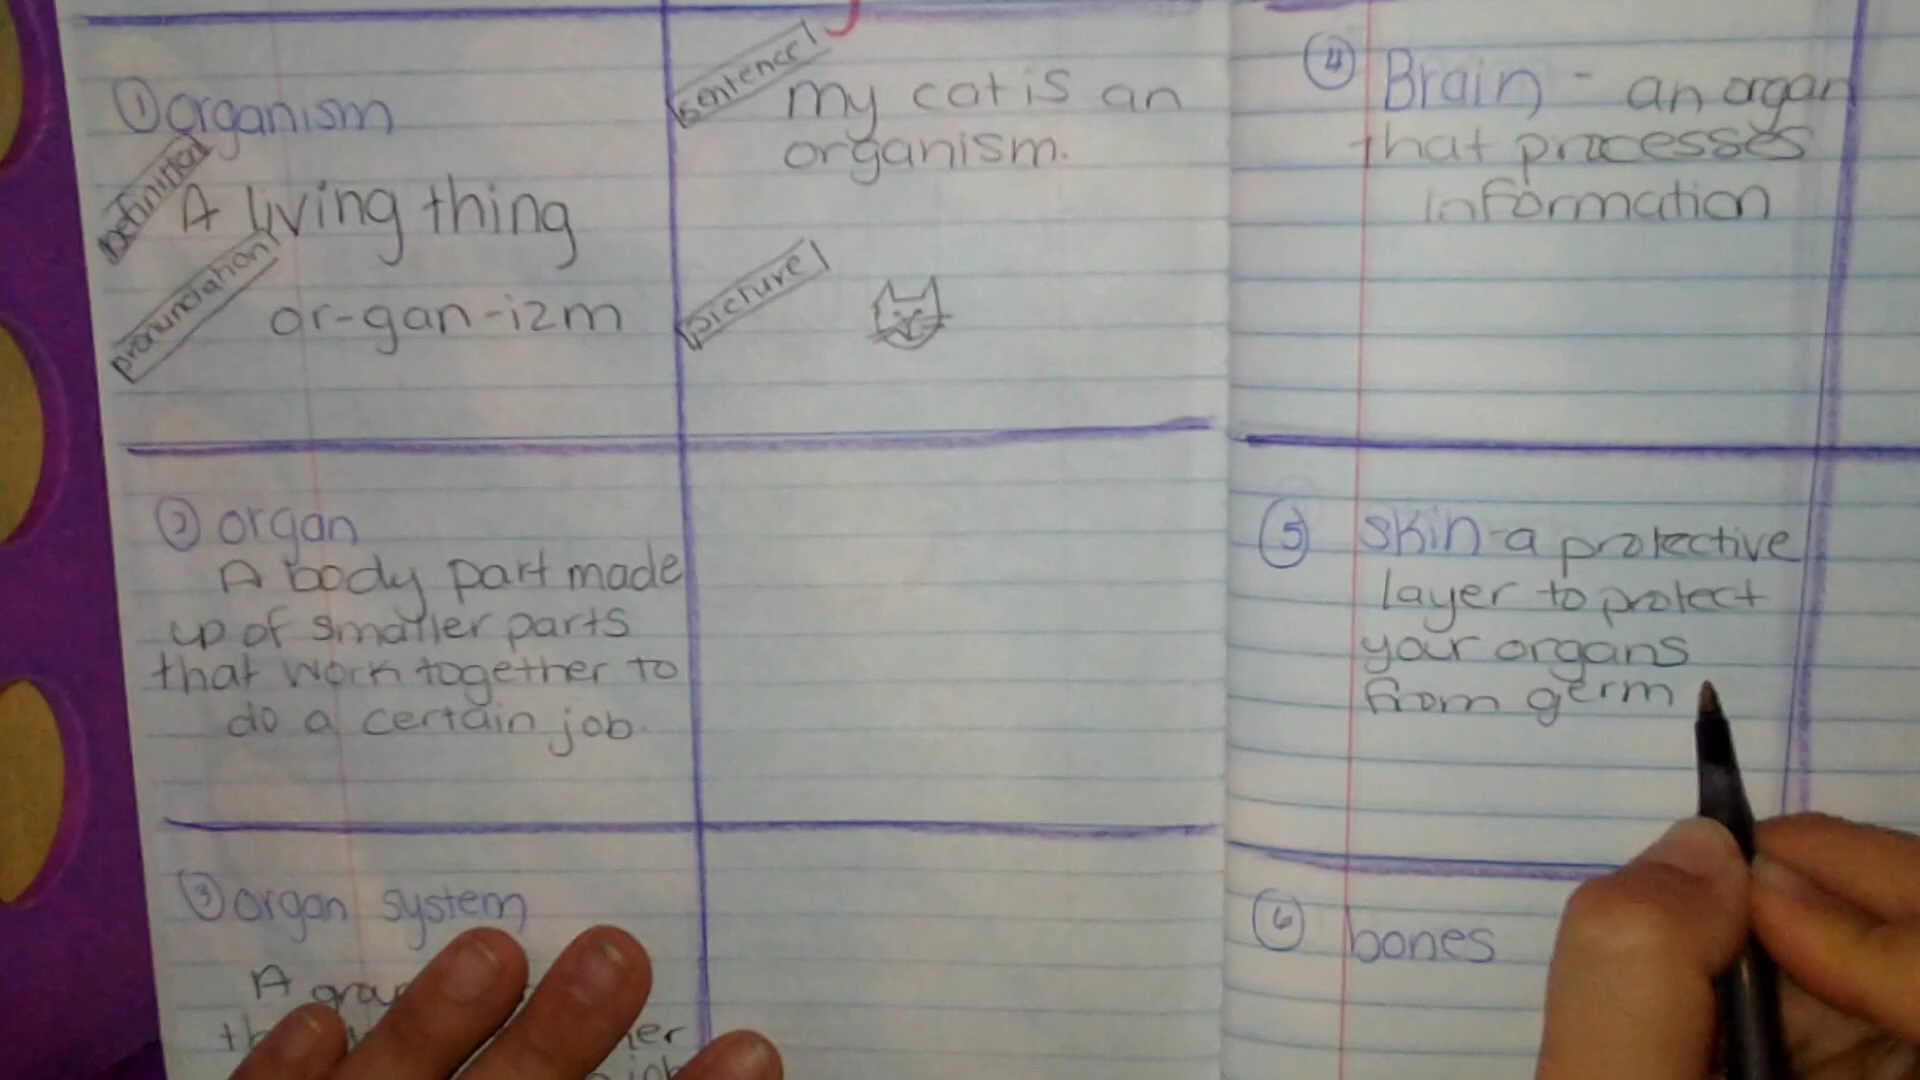 ① organism
Definition
A living thing
pronunciation
or-gan-izm
sentence
my cat is an
organism.
picture
② organ
A body part made
up of smaller parts
that work together to
do a certain job.
③ organ system
A
job
④ Brain - an organ
that processes
information
⑤ skin-a protective
layer to protect
your organs
from germ
⑥ bones